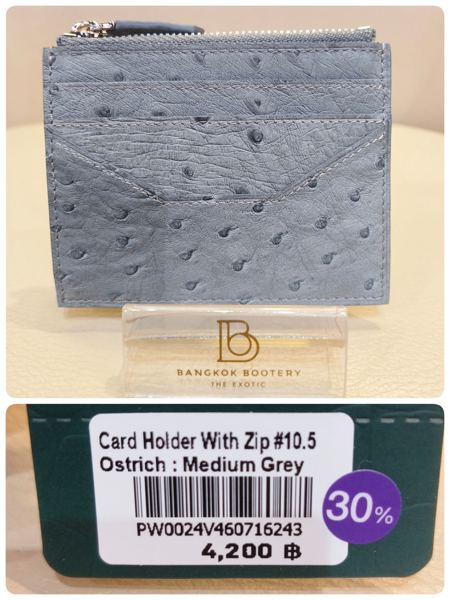 B
BANGKOK BOOTERY
THE EXOTIC
Card Holder With Zip #10.5
Ostrich : Medium Grey
PW0024V460716243
4,200 ฿
30%